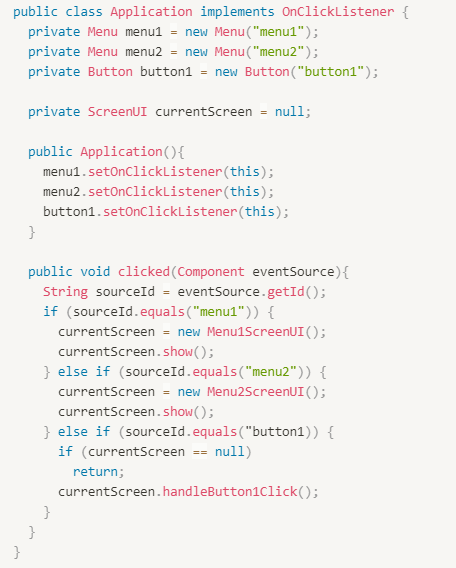 public class Application implements OnClickListener {
  private Menu menu1 = new Menu("menu1");
  private Menu menu2 = new Menu("menu2");
  private Button button1 = new Button("button1");

  private ScreenUI currentScreen = null;

  public Application(){
    menu1.setOnClickListener(this);
    menu2.setOnClickListener(this);
    button1.setOnClickListener(this);
  }

  public void clicked(Component eventSource){
    String sourceId = eventSource.getId();
    if (sourceId.equals("menu1")) {
      currentScreen = new Menu1ScreenUI();
      currentScreen.show();
    } else if (sourceId.equals("menu2")) {
      currentScreen = new Menu2ScreenUI();
      currentScreen.show();
    } else if (sourceId.equals("button1)) {
      if (currentScreen == null)
        return;
      currentScreen.handleButton1Click();
    }
  }
}